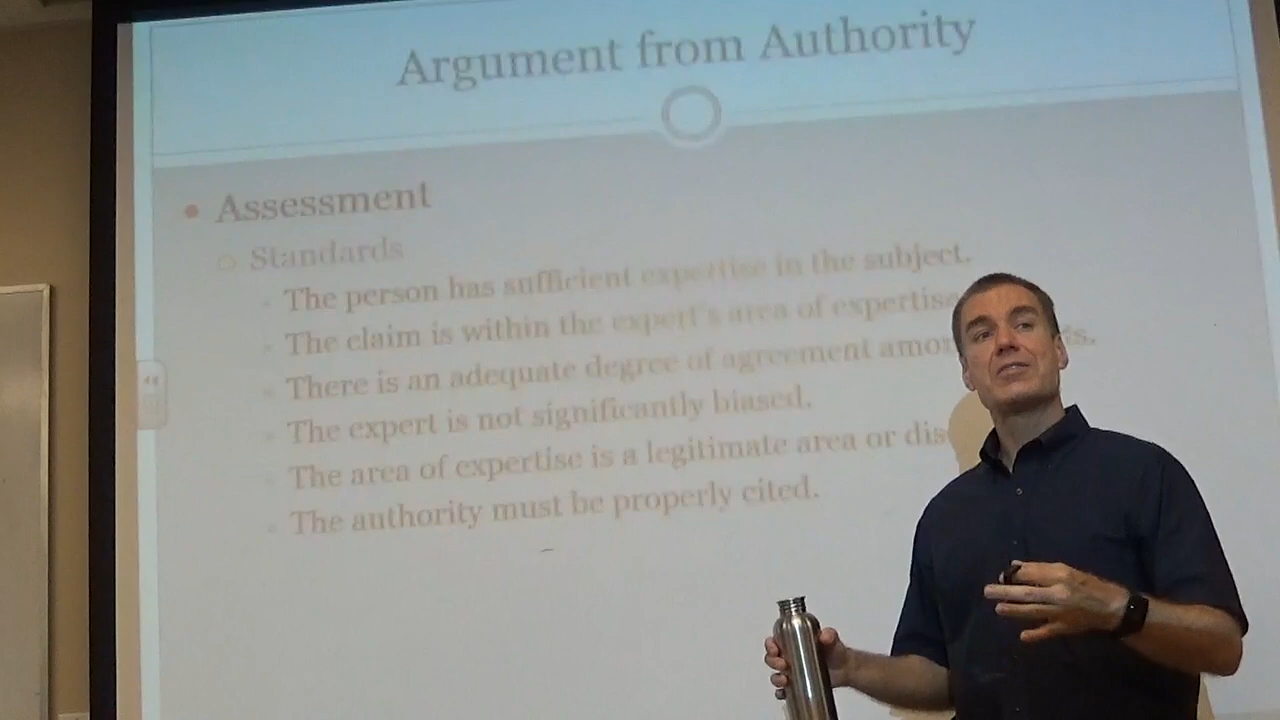 Argument from Authority
Assessment
Standards
The person has sufficient expertise in the subject.
The claim is within the expert's area of expertise
There is an adequate degree of agreement among
The expert is not significantly biased.
The area of expertise is a legitimate area or
The authority must be properly cited.